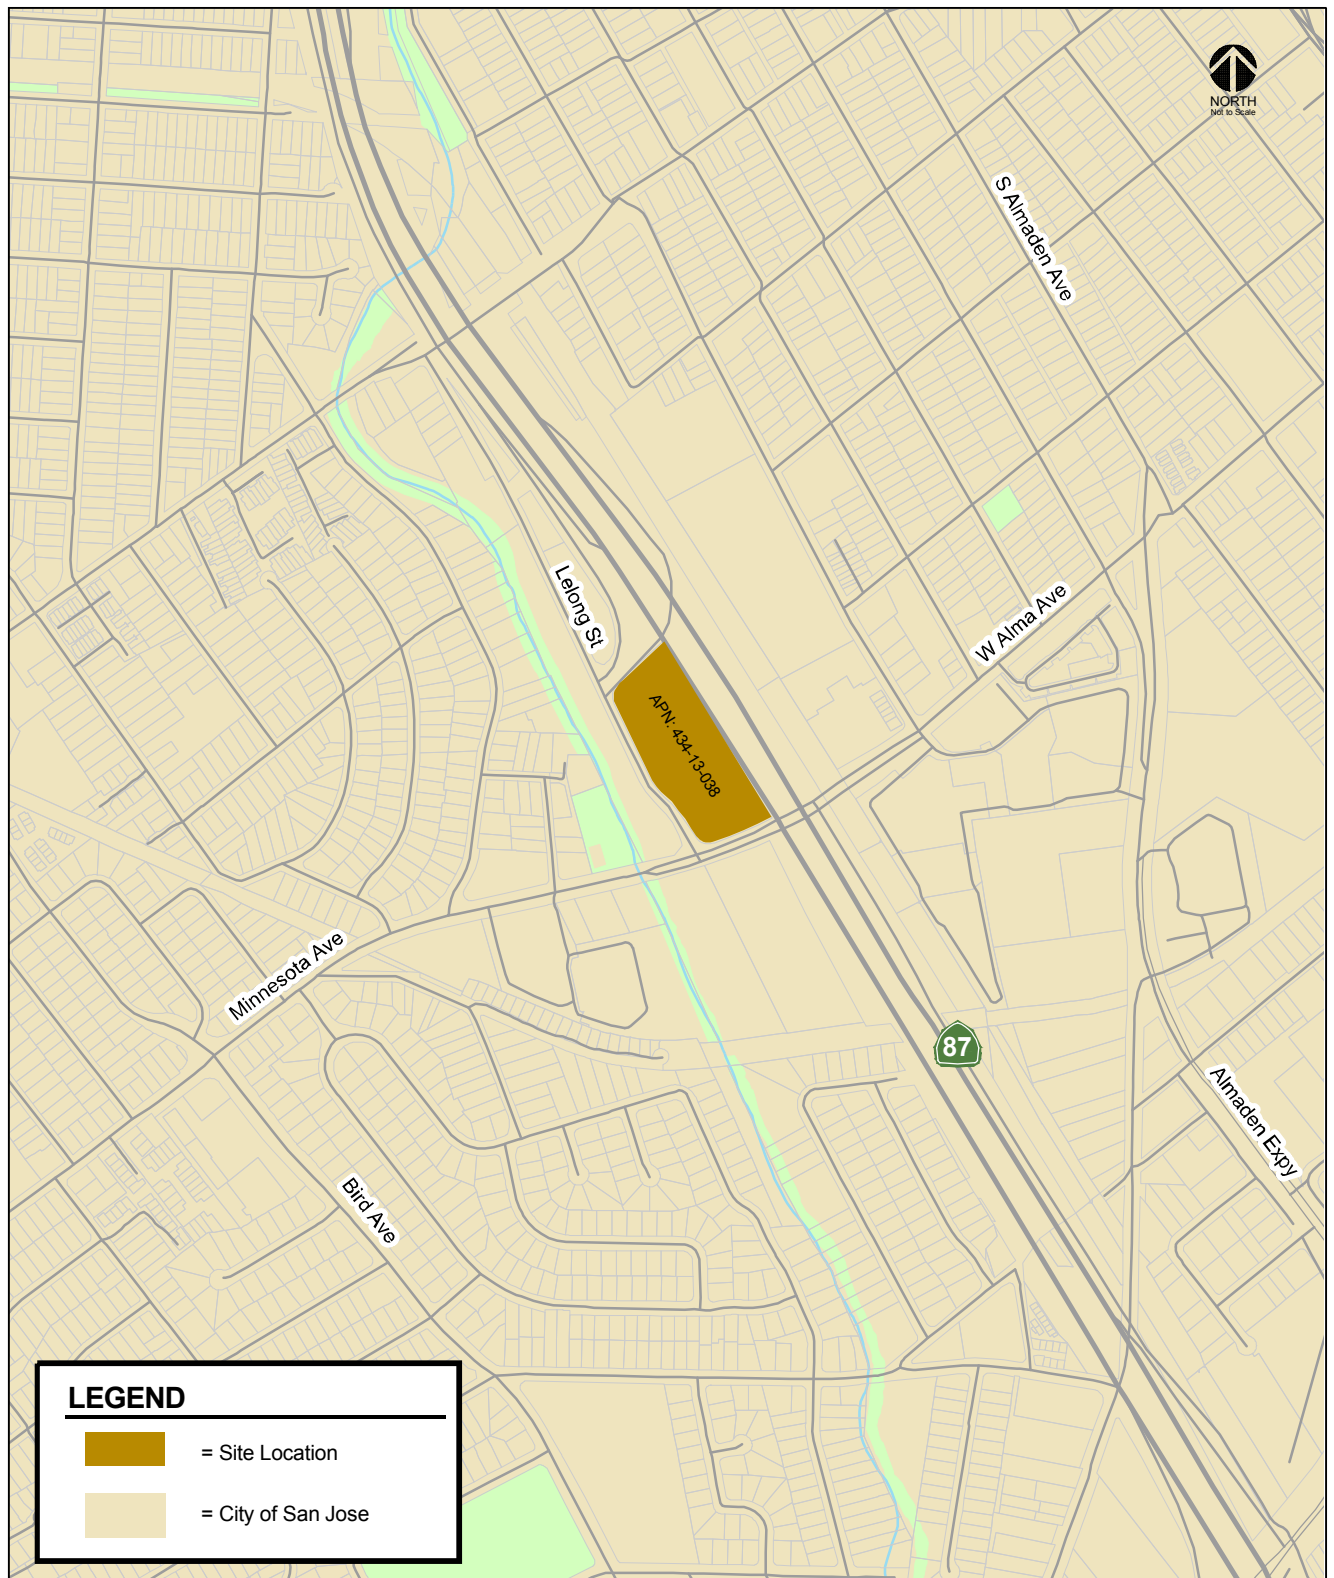 NORTH
Not to Scale
S Almaden Ave
Lelong St
W Alma Ave
APN: 434-13-038
Minnesota Ave
87
Almaden Expy
Bird Ave
LEGEND
= Site Location
= City of San Jose